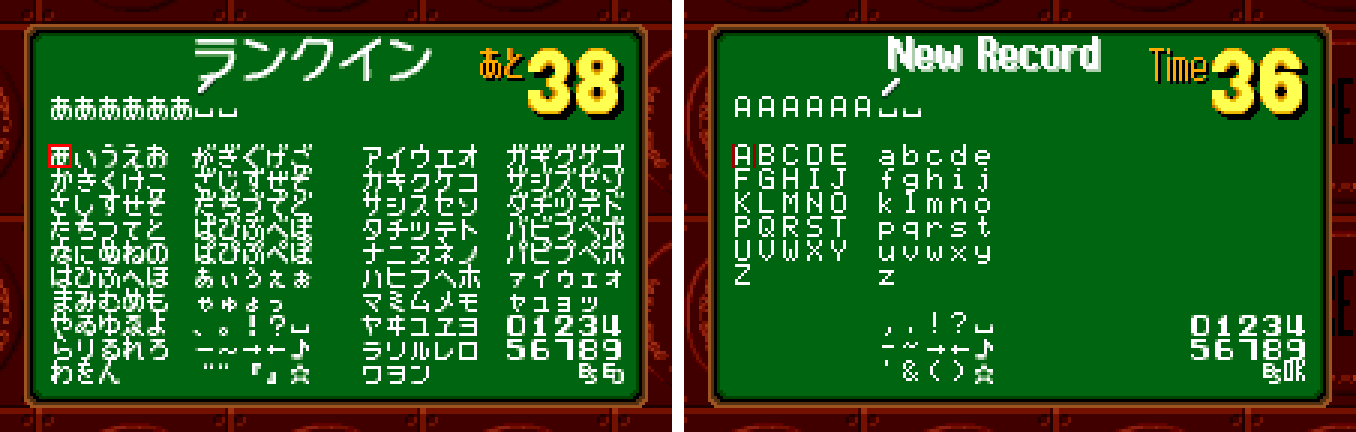 ランクイン
あと38
ああああああ␣␣
あいうえお がぎぐげご アイウエオ ガギグゲゴ
かきくけこ ざじずぜぞ カキクケコ ザジズゼゾ
さしすせそ だぢづでど サシスセソ ダヂヅデド
たちつてと ばびぶべぼ タチツテト バビブベボ
なにぬねの ぱぴぷぺぽ ナニヌネノ パピプペポ
はひふへほ ぁぃぅぇぉ ハヒフヘホ ァィゥェォ
まみむめも ゃゅょっ マミムメモ ャュョッ
やゐゆゑよ 、。!?␣ ヤヰユヱヨ 01234
らりるれろ ー~→←♪ ラリルレロ 56789
わをん ""『』☆ ワヲン BS ED
New Record
Time 36
AAAAAA␣␣
ABCDE abcde
FGHIJ fghij
KLMNO klmno
PQRST pqrst
UVWXY uvwxy
Z z
,.!?␣ 01234
-~→←♪ 56789
'&()☆ BS OK